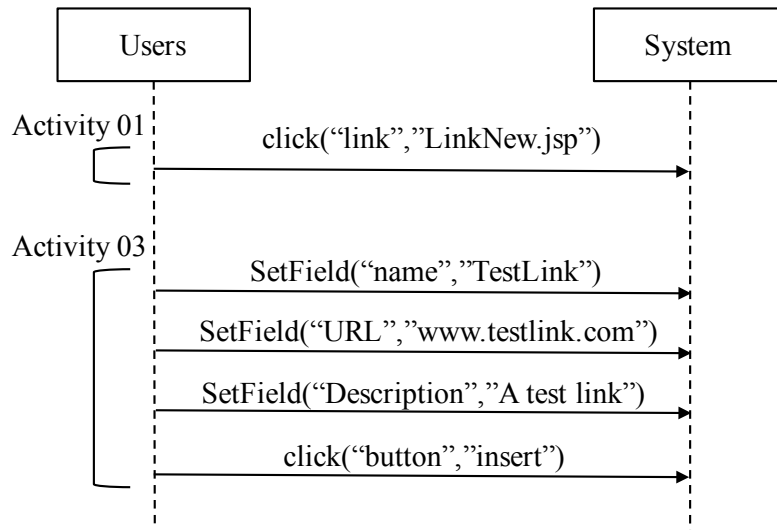 Users
System
Activity 01
click(“link”,”LinkNew.jsp”)
Activity 03
SetField(“name”,”TestLink”)
SetField(“URL”,”www.testlink.com”)
SetField(“Description”,”A test link”)
click(“button”,”insert”)